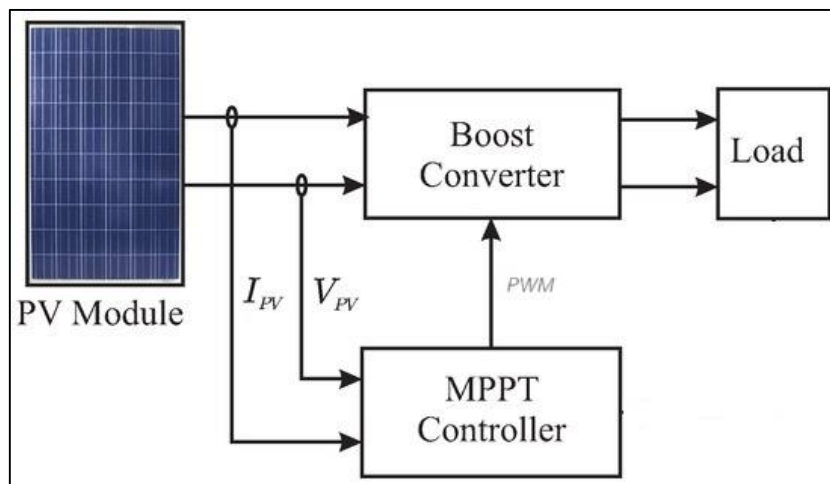 Boost
Converter
Load
PV Module
I_PV
V_PV
PWM
MPPT
Controller